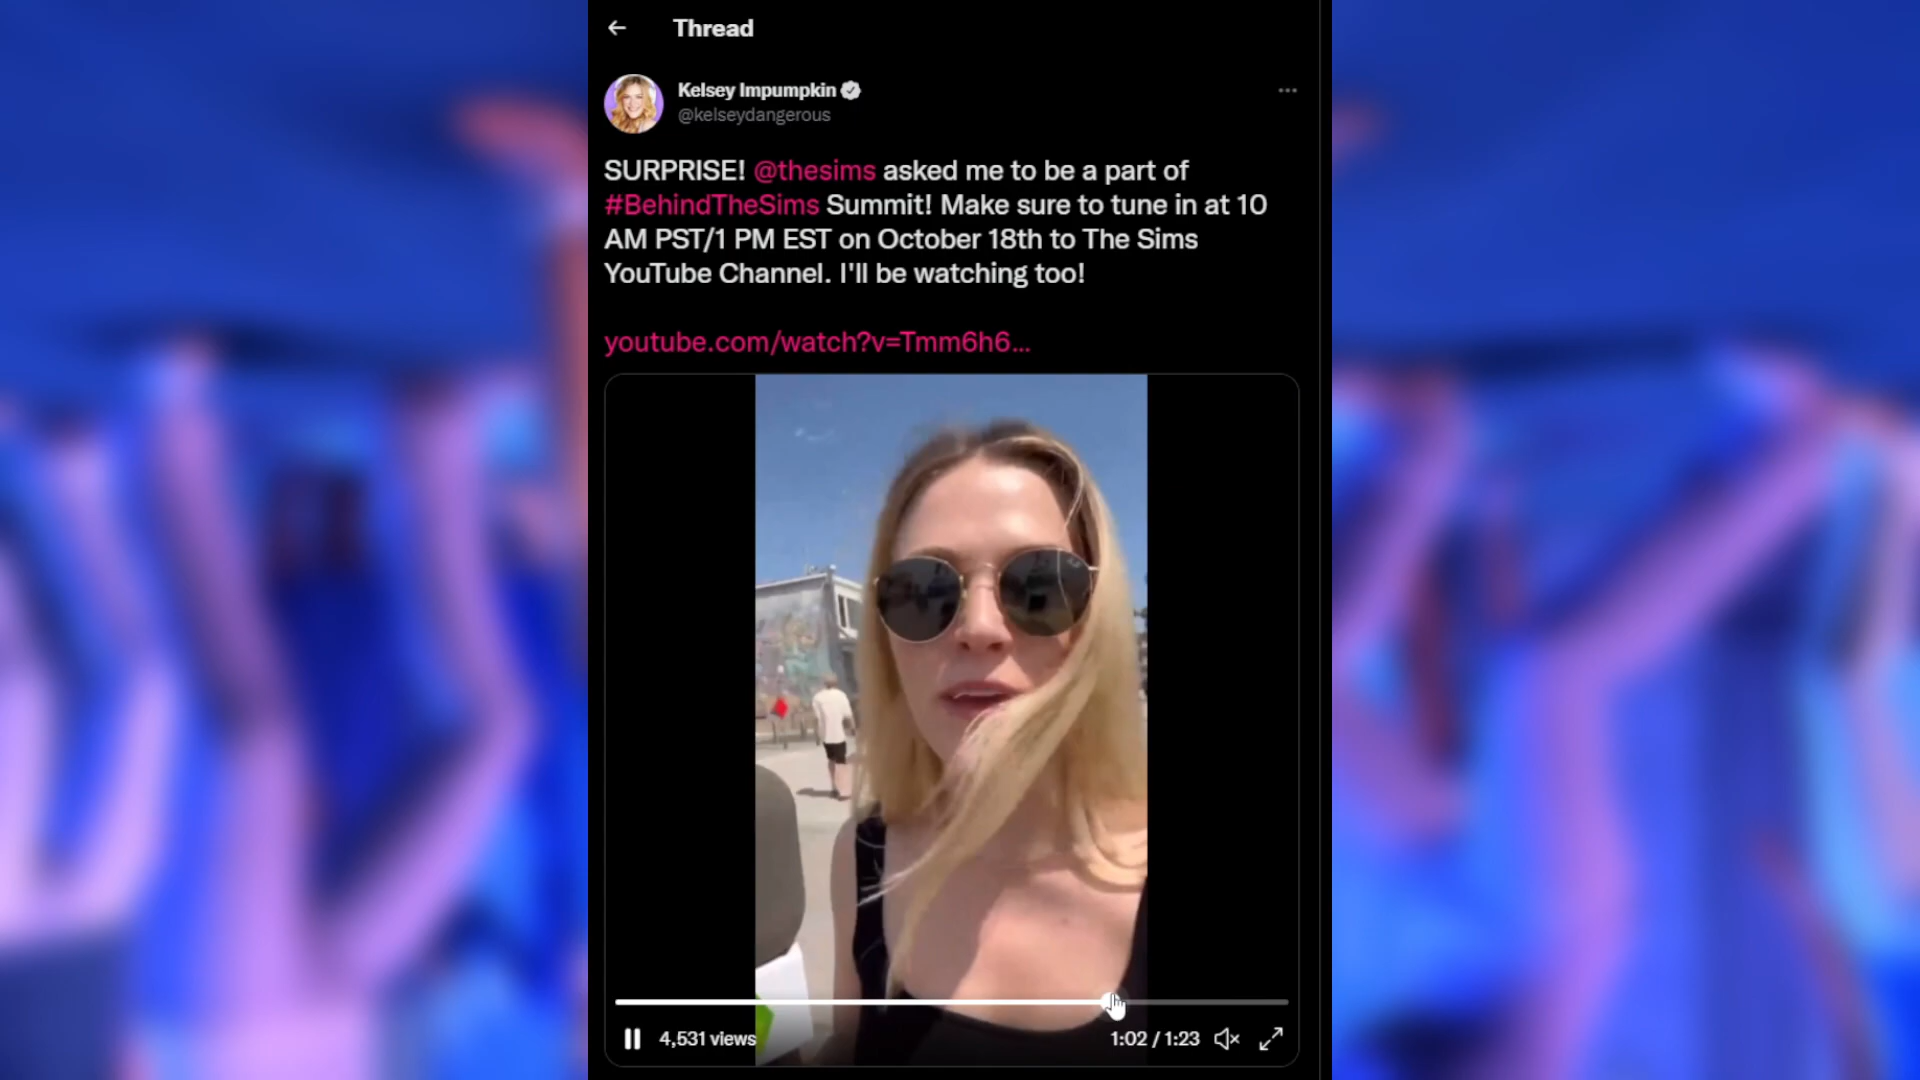 Thread
Kelsey Impumpkin
@kelseydangerous
SURPRISE! @thesims asked me to be a part of
#BehindTheSims Summit! Make sure to tune in at 10
AM PST/1 PM EST on October 18th to The Sims
YouTube Channel. I'll be watching too!
youtube.com/watch?v=Tmm6h6...
4,531 views
1:02 / 1:23